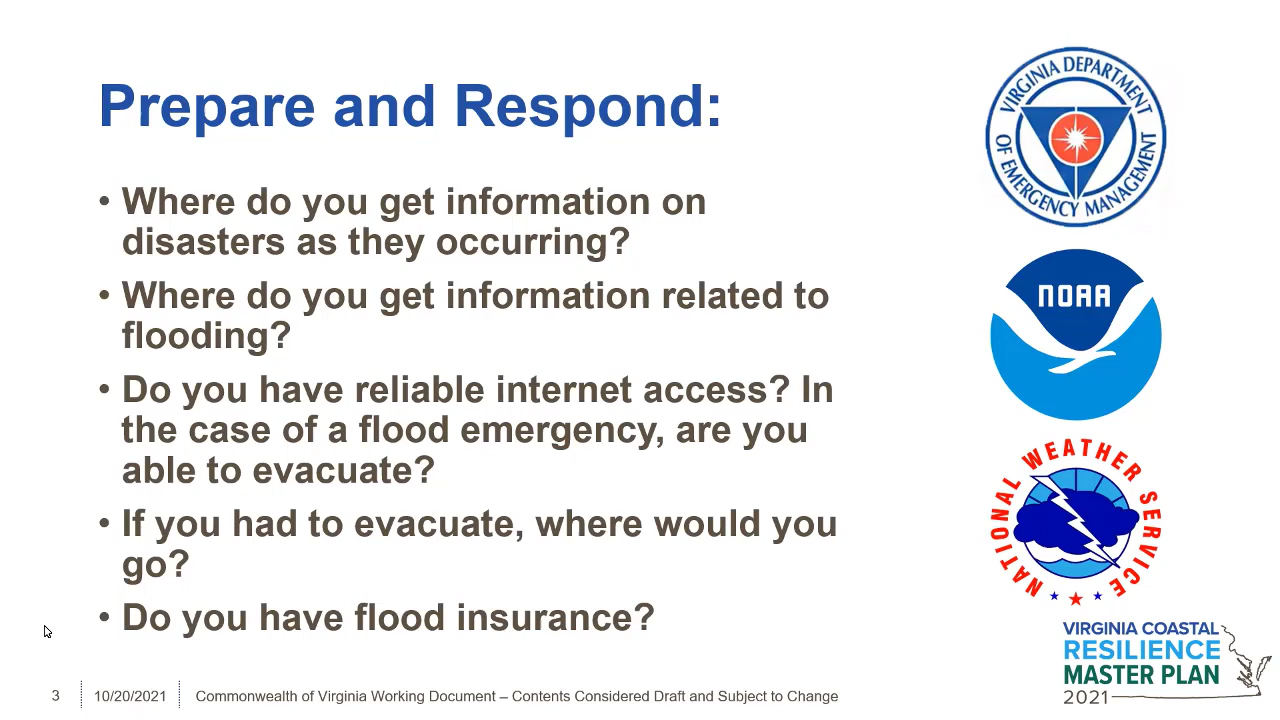 Prepare and Respond:
• Where do you get information on
disasters as they occurring?
• Where do you get information related to
flooding?
• Do you have reliable internet access? In
the case of a flood emergency, are you
able to evacuate?
• If you had to evacuate, where would you
go?
• Do you have flood insurance?
VIRGINIA DEPARTMENT
OF EMERGENCY MANAGEMENT
NOAA
NATIONAL WEATHER SERVICE
VIRGINIA COASTAL
RESILIENCE
MASTER PLAN
2021
3
10/20/2021
Commonwealth of Virginia Working Document – Contents Considered Draft and Subject to Change